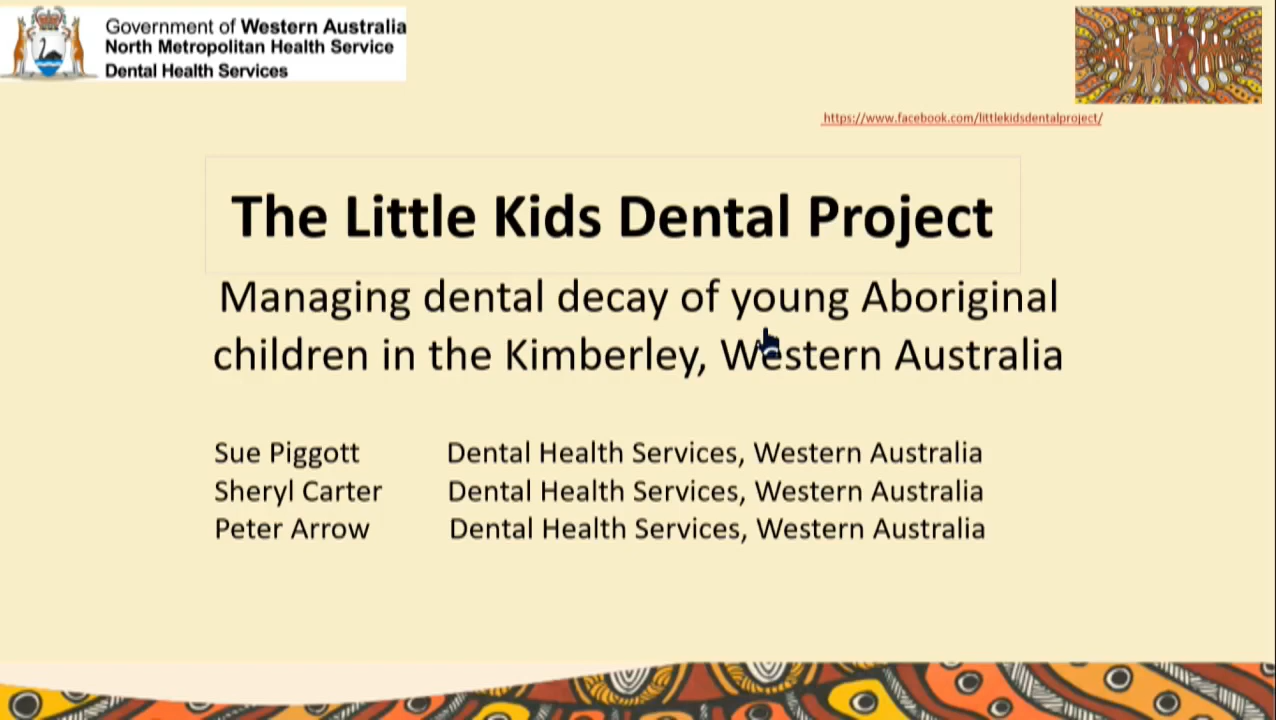 Government of Western Australia
North Metropolitan Health Service
Dental Health Services
https://www.facebook.com/littlekidsdentalproject/
The Little Kids Dental Project
Managing dental decay of young Aboriginal
children in the Kimberley, Western Australia
Sue Piggott Dental Health Services, Western Australia
Sheryl Carter Dental Health Services, Western Australia
Peter Arrow Dental Health Services, Western Australia